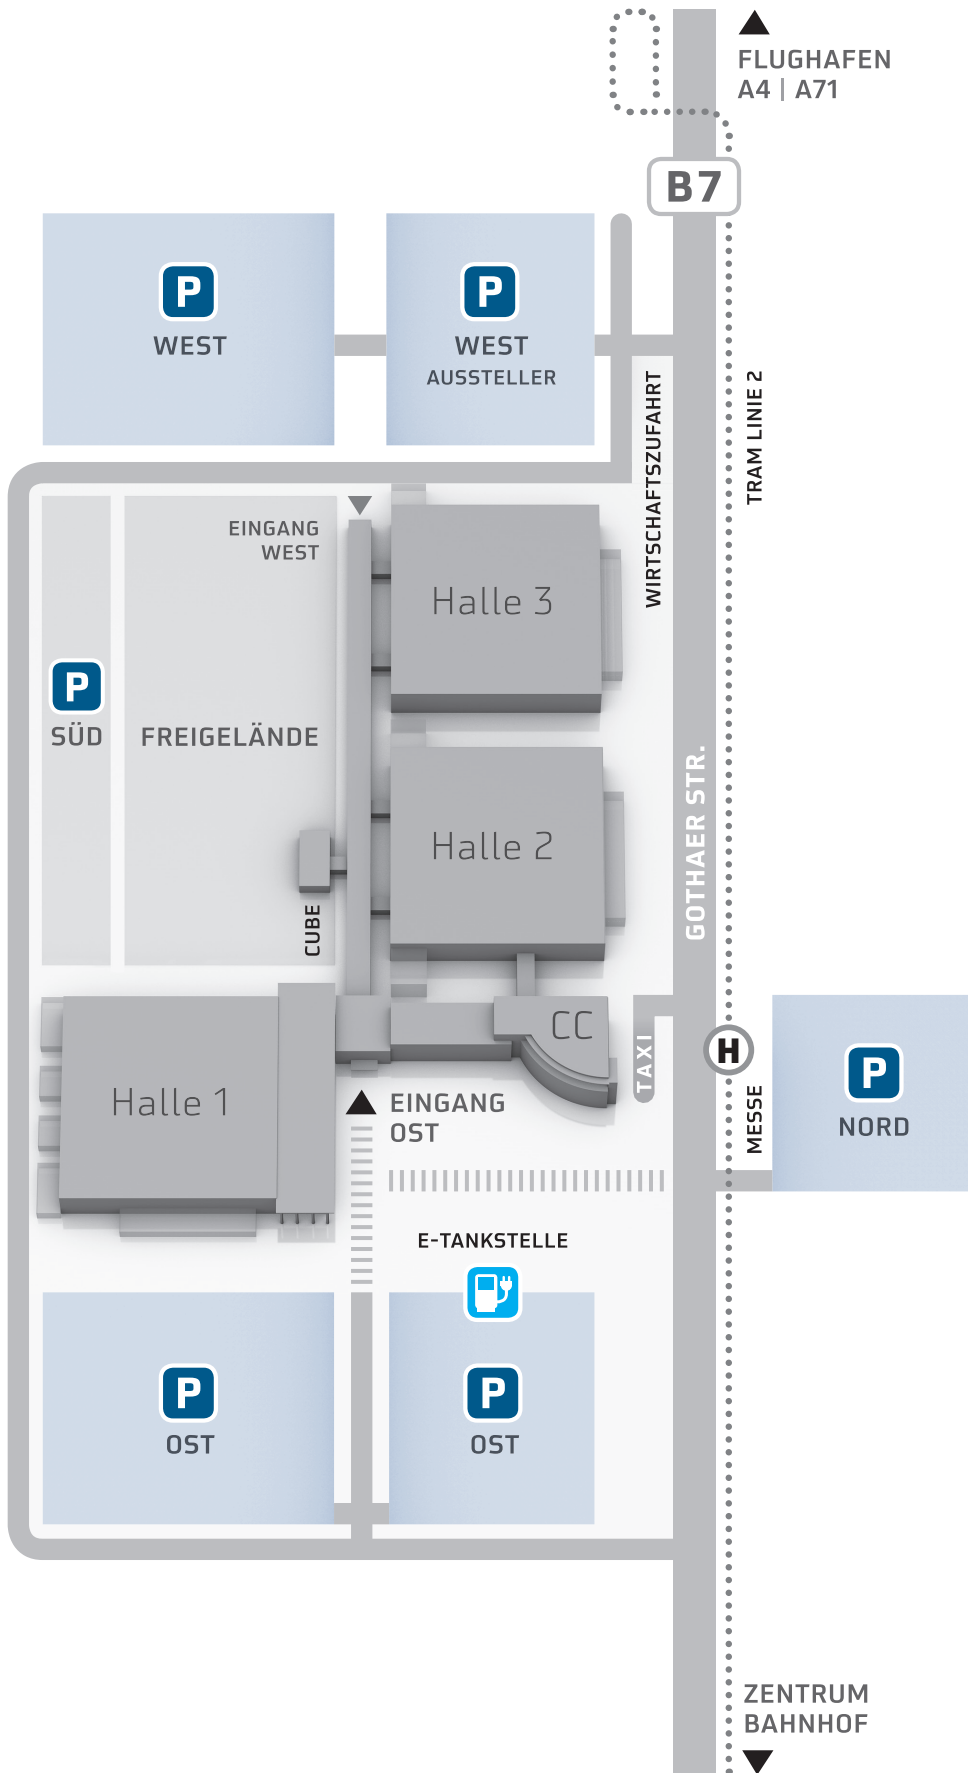 FLUGHAFEN
A4 | A71
B7
P
WEST
P
WEST
AUSSTELLER
WIRTSCHAFTSZUFAHRT
TRAM LINIE 2
EINGANG
WEST
Halle 3
P
SÜD
FREIGELÄNDE
Halle 2
GOTHAER STR.
CUBE
CC
TAXI
H
MESSE
P
NORD
Halle 1
EINGANG
OST
E-TANKSTELLE
P
OST
P
OST
ZENTRUM
BAHNHOF